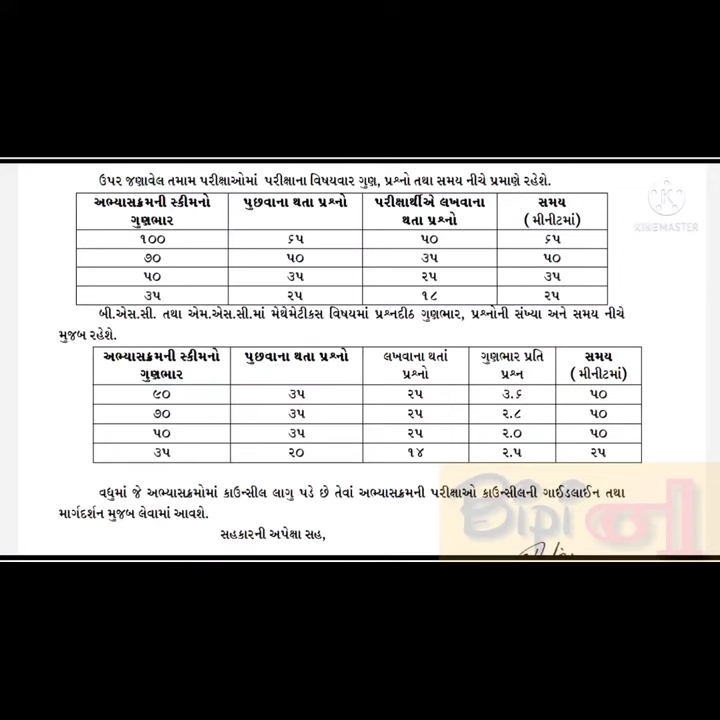 ઉપર જણાવેલ તમામ પરીક્ષાઓમાં પરીક્ષાના વિષયવાર ગુણ, પ્રશ્નો તથા સમય નીચે પ્રમાણે રહેશે.
અભ્યાસક્રમની સ્કીમનો ગુણભાર પુછવાના થતા પ્રશ્નો પરીક્ષાર્થીએ લખવાના થતા પ્રશ્નો સમય (મીનીટમાં)
૧૦૦ ૬૫ ૫૦ ૬૫
૭૦ ૫૦ ૩૫ ૫૦
૫૦ ૩૫ ૨૫ ૩૫
૩૫ ૨૫ ૧૮ ૨૫
KINEMASTER
બી.એસ.સી. તથા એમ.એસ.સી.માં મેથેમેટીકસ વિષયમાં પ્રશ્નદીઠ ગુણભાર, પ્રશ્નોની સંખ્યા અને સમય નીચે
મુજબ રહેશે.
અભ્યાસક્રમની સ્કીમનો ગુણભાર પુછવાના થતા પ્રશ્નો લખવાના થતાં પ્રશ્નો ગુણભાર પ્રતિ પ્રશ્ન સમય (મીનીટમાં)
૯૦ ૩૫ ૨૫ ૩.૬ ૫૦
૭૦ ૩૫ ૨૫ ૨.૮ ૫૦
૫૦ ૩૫ ૨૫ ૨.૦ ૫૦
૩૫ ૨૦ ૧૪ ૨.૫ ૨૫
વધુમાં જે અભ્યાસક્રમોમાં કાઉન્સીલ લાગુ પડે છે તેવાં અભ્યાસક્રમની પરીક્ષાઓ કાઉન્સીલની ગાઈડલાઈન તથા
માર્ગદર્શન મુજબ લેવામાં આવશે.
સહકારની અપેક્ષા સહ,